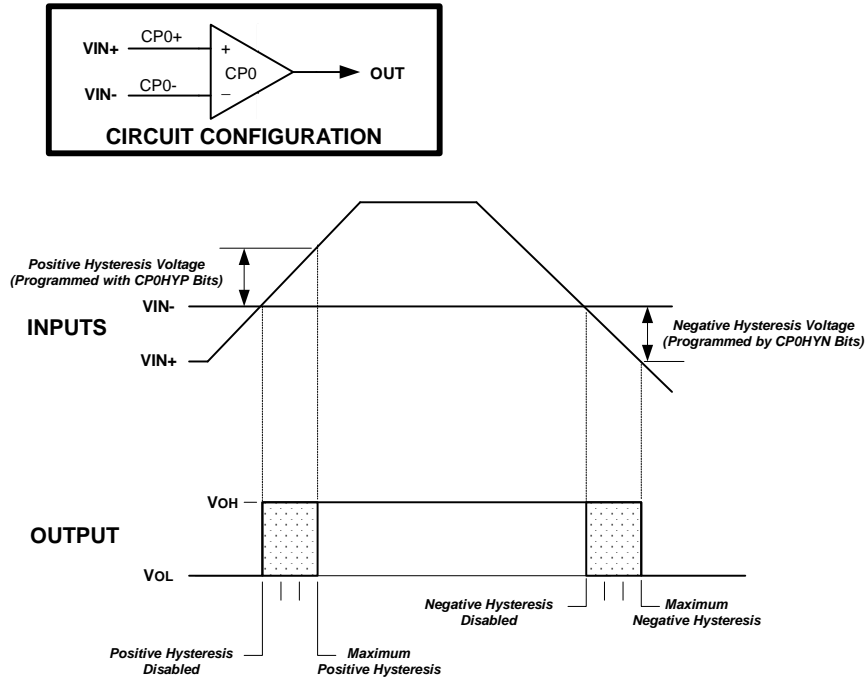 VIN+
CP0+
+
CP0
OUT
VIN-
CP0-
–
CIRCUIT CONFIGURATION
Positive Hysteresis Voltage
(Programmed with CP0HYP Bits)
VIN-
INPUTS
VIN+
Negative Hysteresis Voltage
(Programmed by CP0HYN Bits)
VOH
OUTPUT
VOL
Positive Hysteresis
Disabled
Maximum
Positive Hysteresis
Negative Hysteresis
Disabled
Maximum
Negative Hysteresis